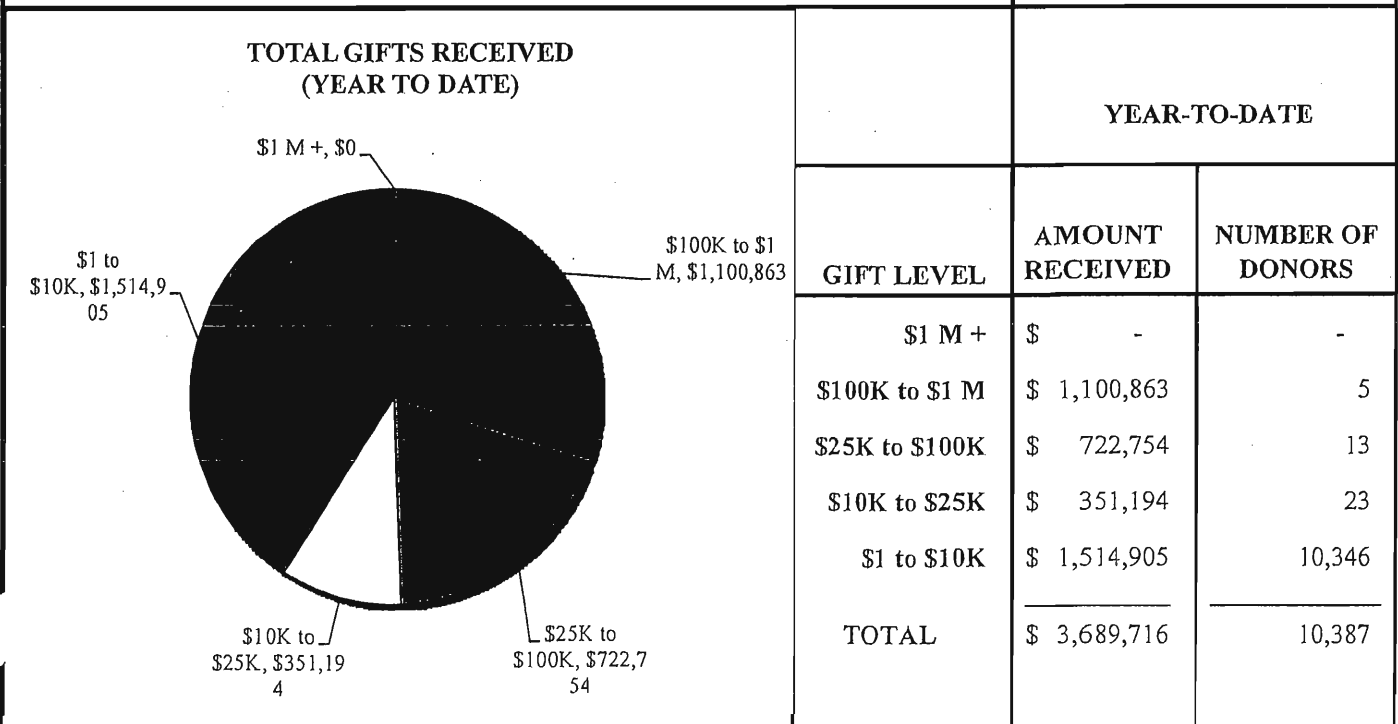 TOTAL GIFTS RECEIVED
(YEAR TO DATE)
$1 M +, $0
$100K to $1
M, $1,100,863
$1 to
$10K, $1,514,9
05
$10K to
$25K, $351,19
4
$25K to
$100K, $722,7
54
YEAR-TO-DATE
GIFT LEVEL AMOUNT RECEIVED NUMBER OF DONORS
$1 M + $ - -
$100K to $1 M $ 1,100,863 5
$25K to $100K $ 722,754 13
$10K to $25K $ 351,194 23
$1 to $10K $ 1,514,905 10,346
TOTAL $ 3,689,716 10,387